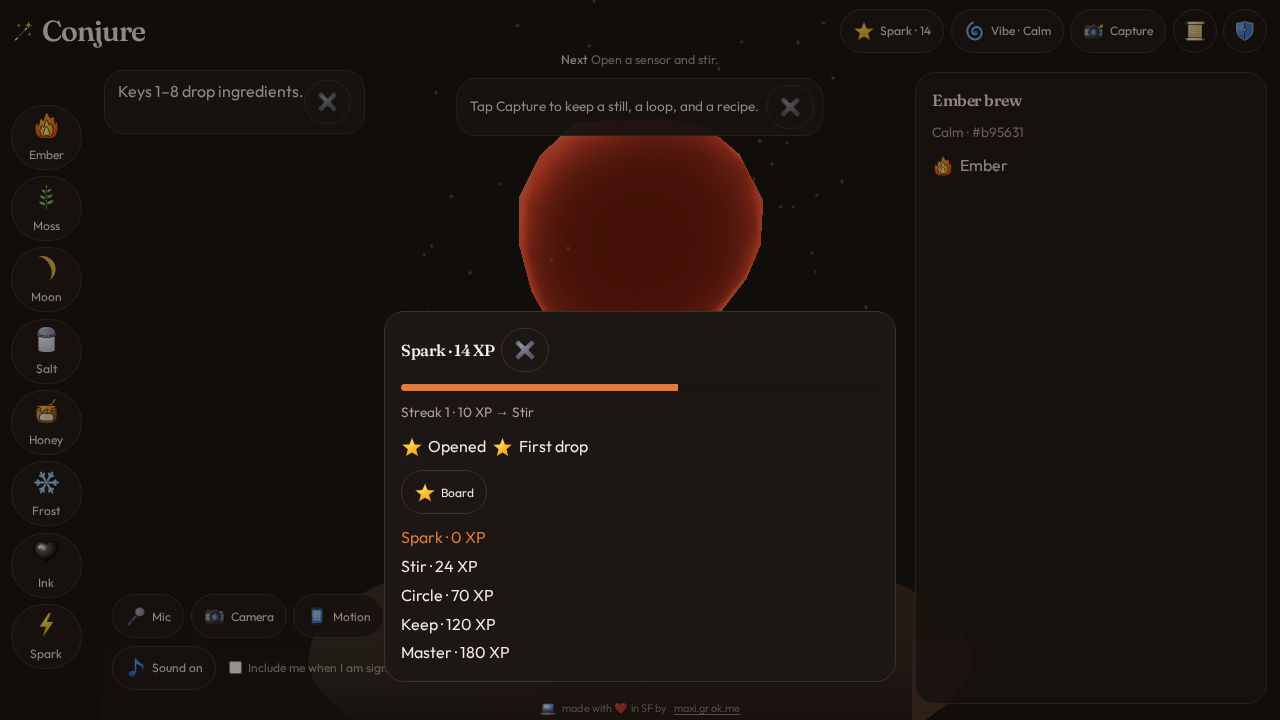 Conjure
Spark · 14
Vibe · Calm
Capture
Next Open a sensor and stir.
Keys 1–8 drop ingredients.
Tap Capture to keep a still, a loop, and a recipe.
Ember brew
Calm · #b95631
Ember
Ember
Moss
Moon
Salt
Honey
Frost
Ink
Spark
Spark · 14 XP
Streak 1 · 10 XP → Stir
Opened First drop
Board
Spark · 0 XP
Stir · 24 XP
Circle · 70 XP
Keep · 120 XP
Master · 180 XP
Mic
Camera
Motion
Sound on
Include me when I am
made with ❤️ in SF by maxi.grok.me